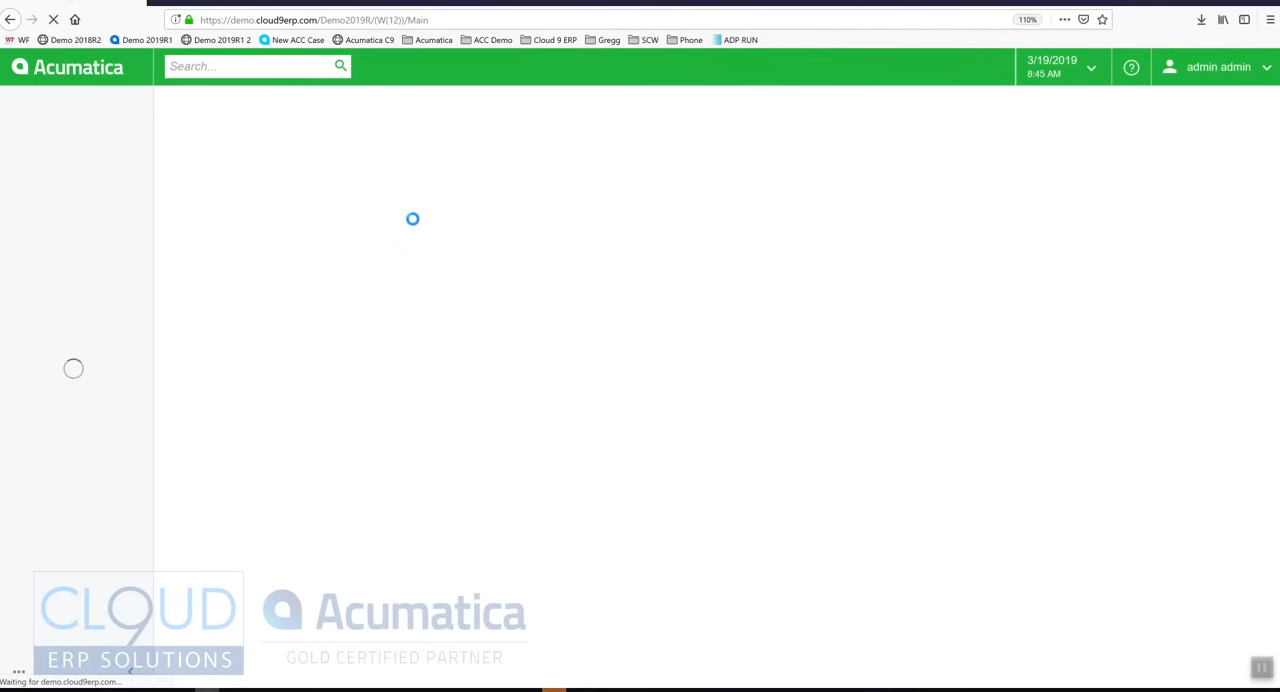 https://demo.cloud9erp.com/Demo2019R/(W(12))/Main
110%
WF Demo 2018R2 Demo 2019R1 Demo 2019R1 2 New ACC Case Acumatica C9 Acumatica ACC Demo Cloud 9 ERP Gregg SCW Phone ADP RUN
Acumatica
Search...
3/19/2019
8:45 AM
admin admin
CL9UD
ERP SOLUTIONS
Acumatica
GOLD CERTIFIED PARTNER
Waiting for demo.cloud9erp.com...